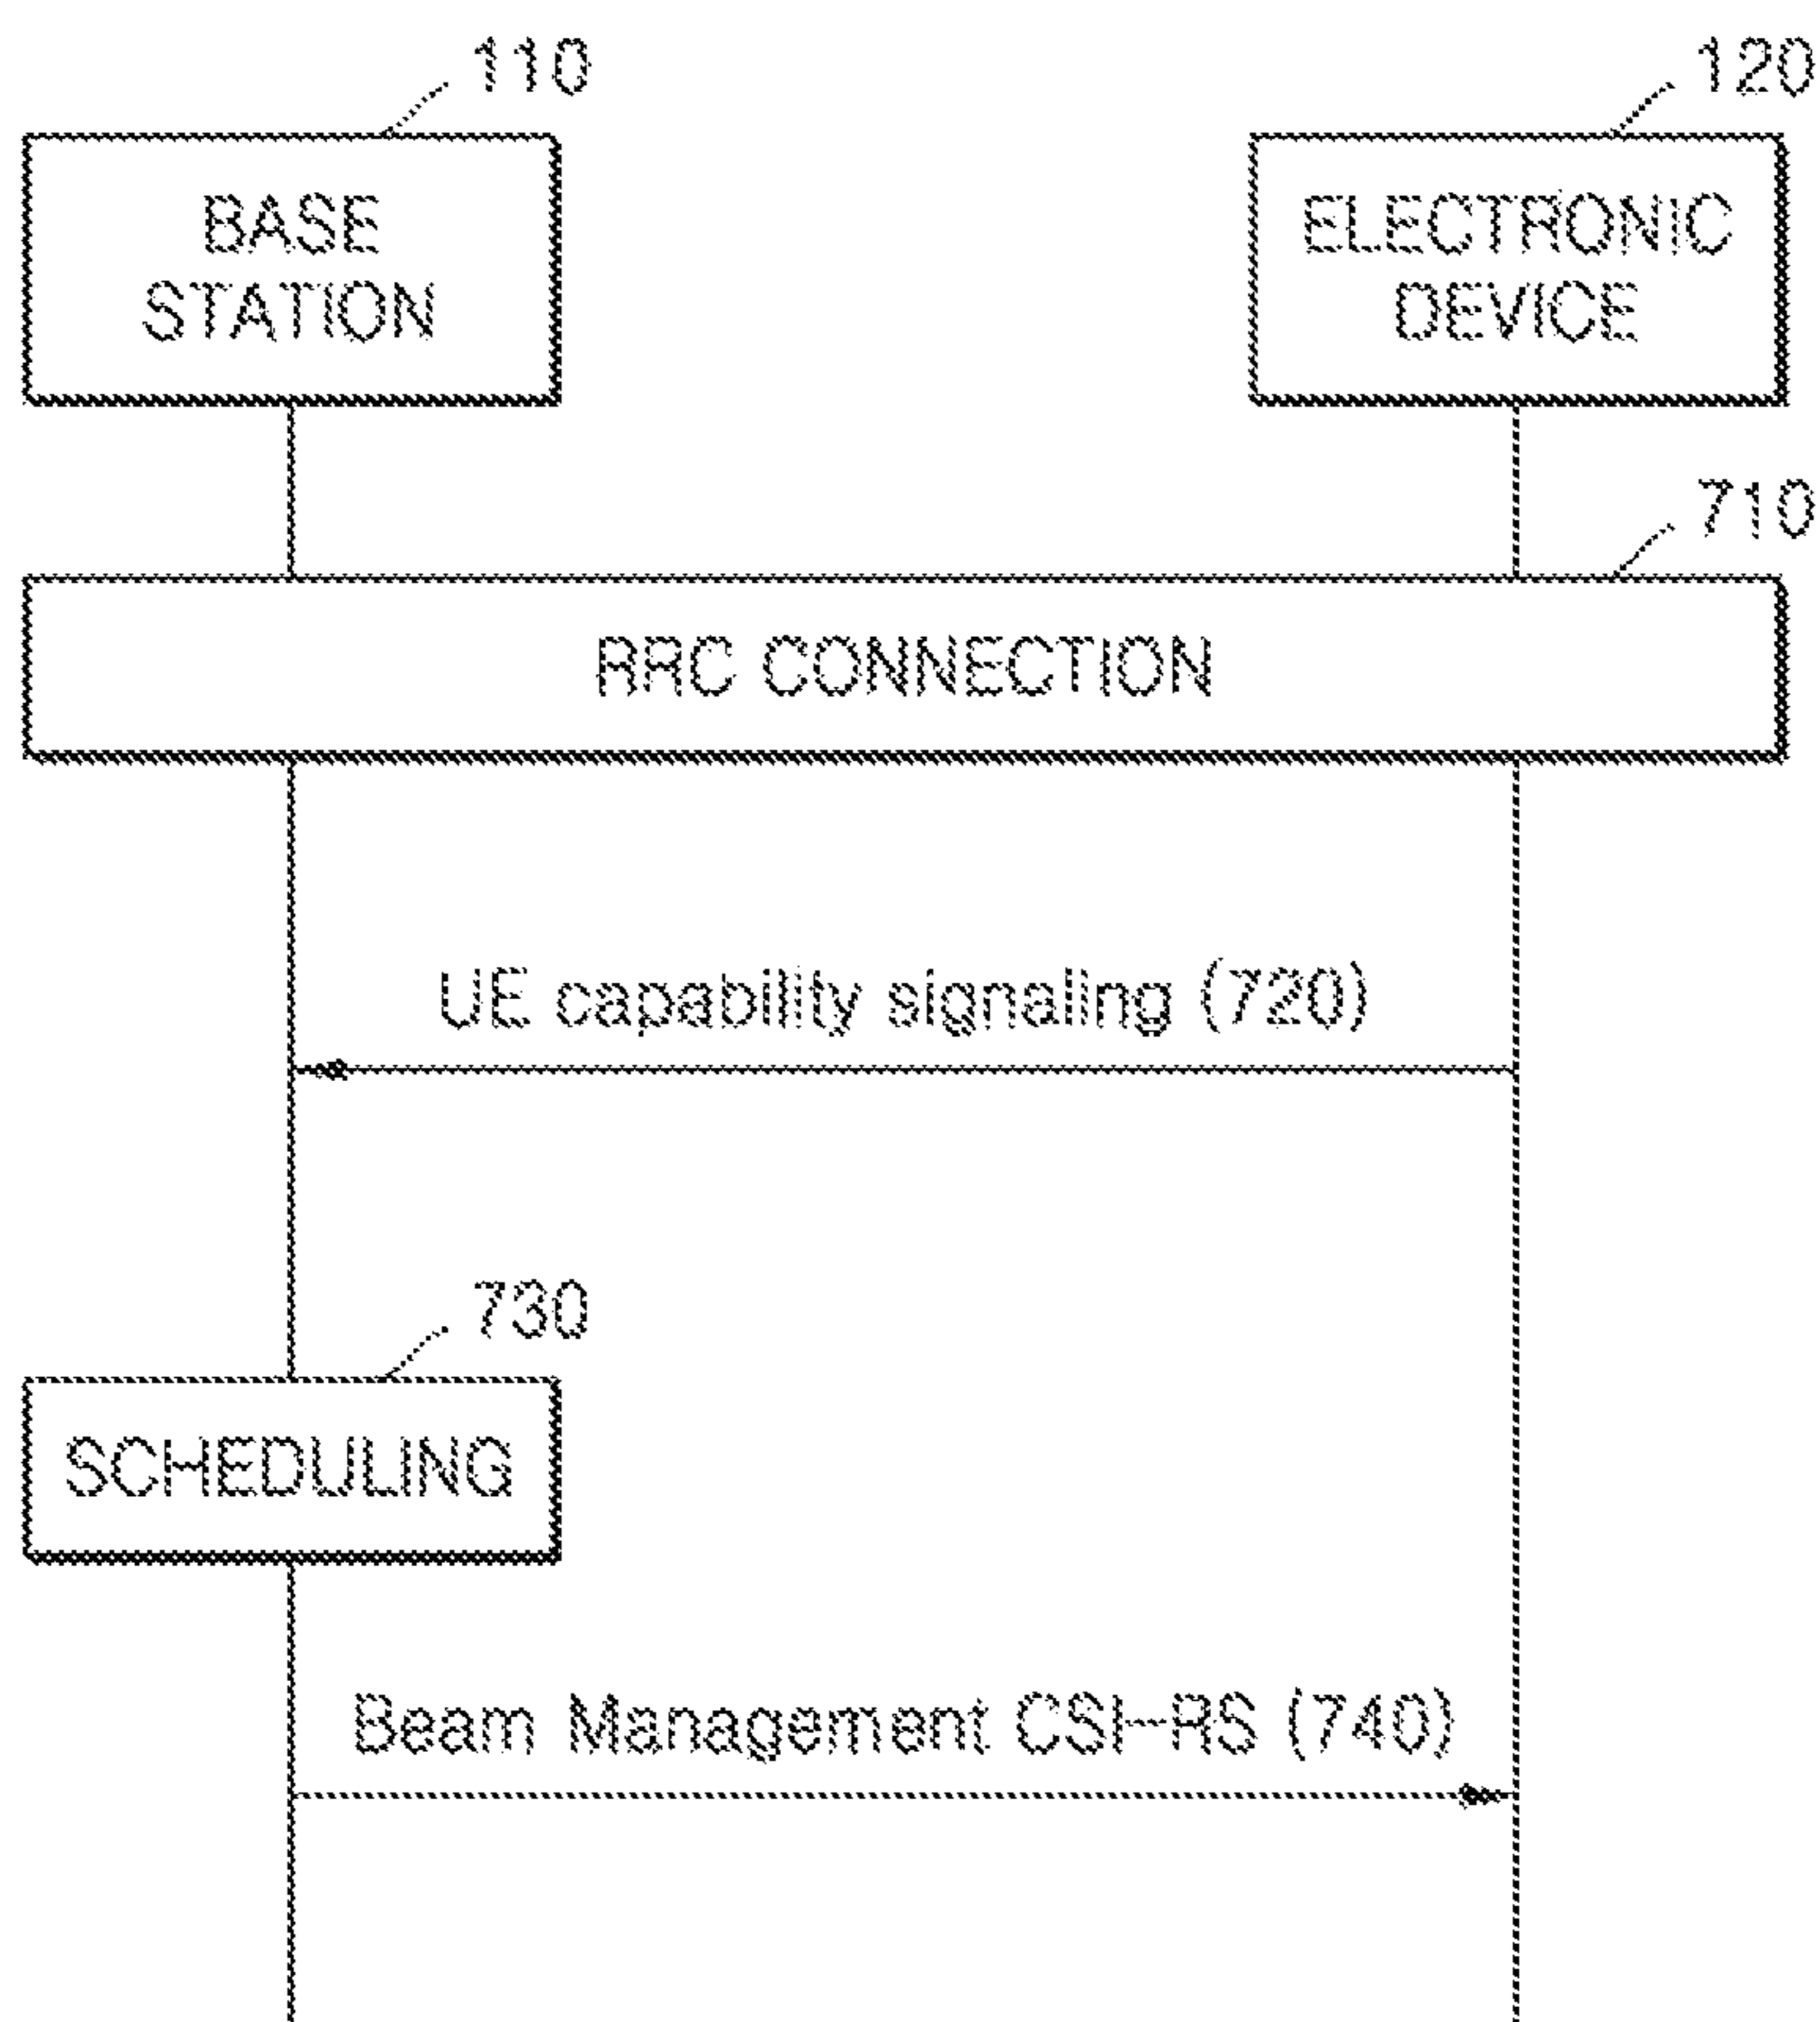 110
120
BASE
STATION
ELECTRONIC
DEVICE
710
RRC CONNECTION
UE capability signaling (720)
730
SCHEDULING
Beam Management CSI-RS (740)